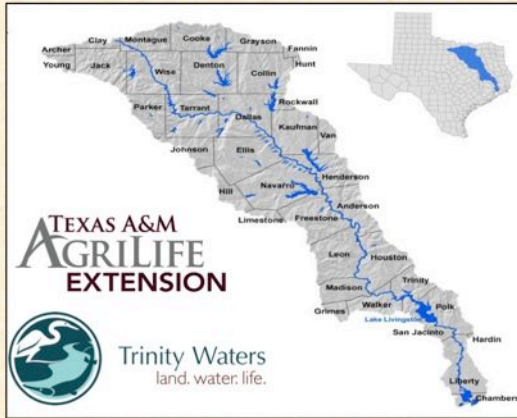 Cooke
Grayson
Montague
Clay
Fannin
Archer
Hunt
Young
Jack
Denton
Wise
Collin
Rockwall
Parker
Tarrant
Dallas
Kaufman
Van
Johnson
Ellis
Henderson
Hill
Navarro
Anderson
Limestone
Freestone
Leon
Houston
Trinity
Madison
Walker
Polk
Grimes
Lake Livingston
San Jacinto
Hardin
Liberty
Chambers
TEXAS A&M
AGRILIFE
EXTENSION
Trinity Waters
land. water. life.